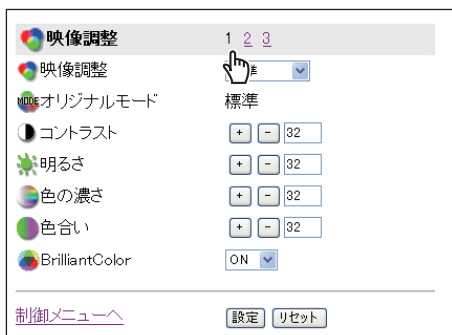 映像調整 1 2 3
映像調整
MODE オリジナルモード 標準
コントラスト + - 32
明るさ + - 32
色の濃さ + - 32
色合い + - 32
BrilliantColor ON
制御メニューへ 設定 リセット